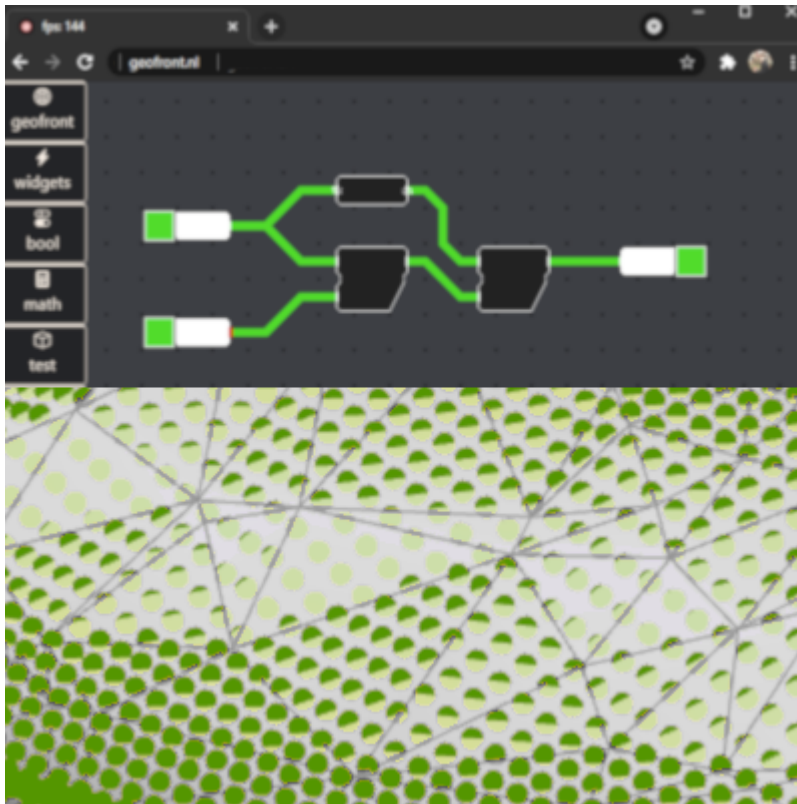 fps: 144
geofront.nl
geofront
widgets
bool
math
test